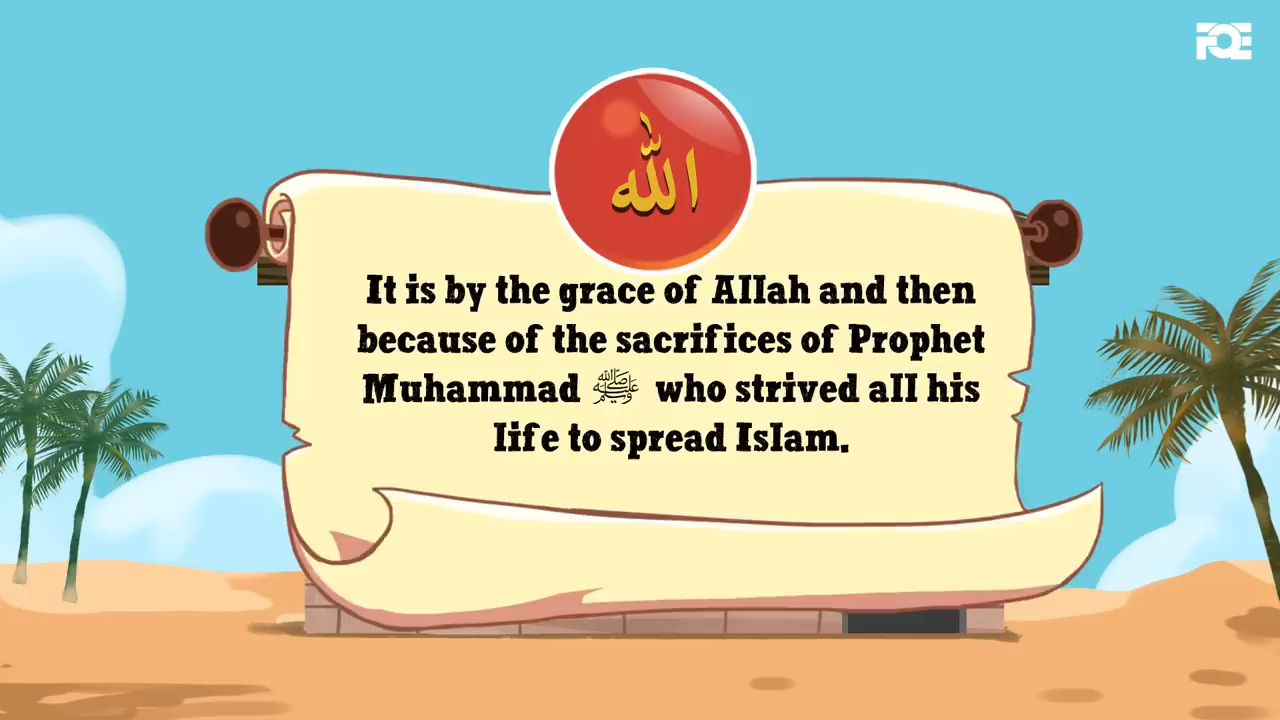 FQE
الله
It is by the grace of Allah and then
because of the sacrifices of Prophet
Muhammad ﷺ who strived all his
life to spread Islam.